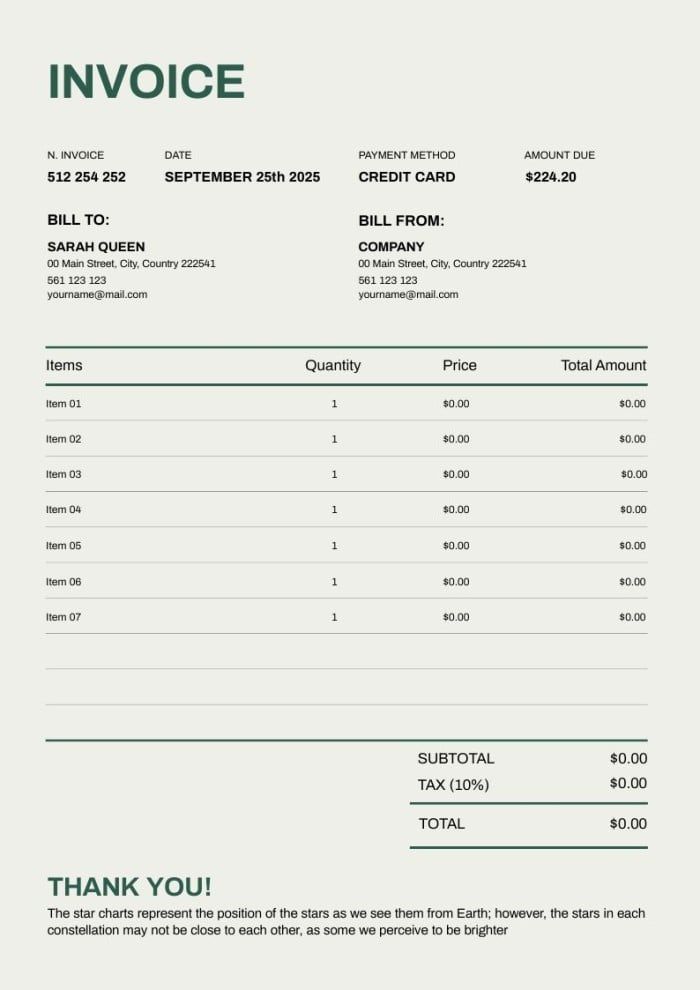 INVOICE
N. INVOICE DATE PAYMENT METHOD AMOUNT DUE
512 254 252 SEPTEMBER 25th 2025 CREDIT CARD $224.20
BILL TO: BILL FROM:
SARAH QUEEN COMPANY
00 Main Street, City, Country 222541 00 Main Street, City, Country 222541
561 123 123 561 123 123
yourname@mail.com yourname@mail.com
Items Quantity Price Total Amount
Item 01 1 $0.00 $0.00
Item 02 1 $0.00 $0.00
Item 03 1 $0.00 $0.00
Item 04 1 $0.00 $0.00
Item 05 1 $0.00 $0.00
Item 06 1 $0.00 $0.00
Item 07 1 $0.00 $0.00
SUBTOTAL $0.00
TAX (10%) $0.00
TOTAL $0.00
THANK YOU!
The star charts represent the position of the stars as we see them from Earth; however, the stars in each
constellation may not be close to each other, as some we perceive to be brighter